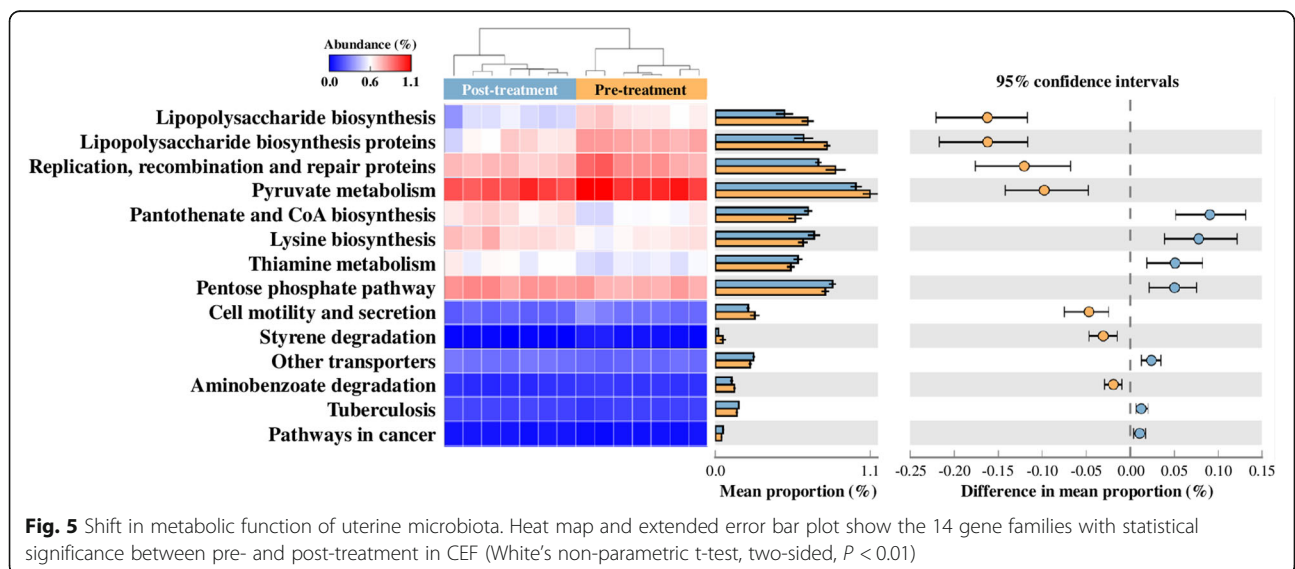 Abundance (%)
0.0 0.6 1.1
Post-treatment Pre-treatment
95% confidence intervals
Lipopolysaccharide biosynthesis
Lipopolysaccharide biosynthesis proteins
Replication, recombination and repair proteins
Pyruvate metabolism
Pantothenate and CoA biosynthesis
Lysine biosynthesis
Thiamine metabolism
Pentose phosphate pathway
Cell motility and secretion
Styrene degradation
Other transporters
Aminobenzoate degradation
Tuberculosis
Pathways in cancer
0.0 1.1
Mean proportion (%)
-0.25 -0.20 -0.15 -0.10 -0.05 0.00 0.05 0.10 0.15
Difference in mean proportion (%)
Fig. 5 Shift in metabolic function of uterine microbiota. Heat map and extended error bar plot show the 14 gene families with statistical
significance between pre- and post-treatment in CEF (White's non-parametric t-test, two-sided, P < 0.01)